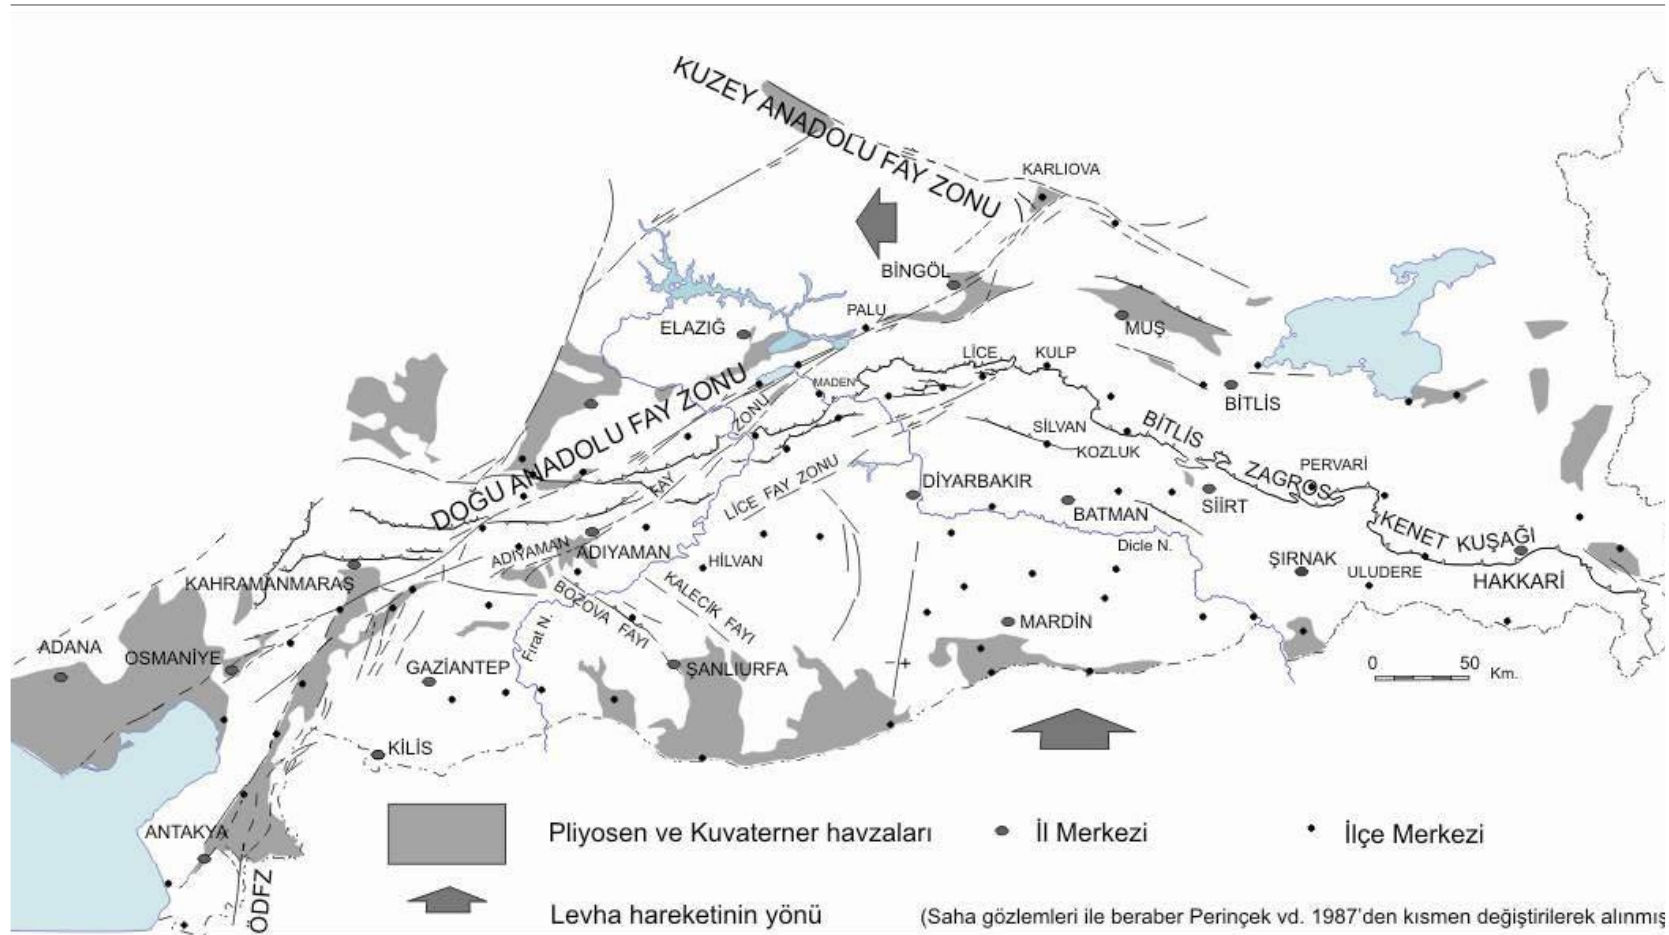 KUZEY ANADOLU FAY ZONU
KARLIOVA
BİNGÖL
PALU
ELAZIĞ
MUŞ
LİCE
KULP
MADEN
BİTLİS
DOĞU ANADOLU FAY ZONU
ZONU
FAY
ADIYAMAN
BİTLİS
ZAGROS
KENET KUŞAĞI
SİLVAN
KOZLUK
PERVARİ
LİCE FAY ZONU
DİYARBAKIR
BATMAN
SİİRT
Dicle N.
ADIYAMAN
HİLVAN
ŞIRNAK
ULUDERE
HAKKARİ
KAHRAMANMARAŞ
BOZOVA FAYI
KALECİK FAYI
Fırat N.
MARDİN
ADANA
OSMANİYE
GAZİANTEP
ŞANLIURFA
- +
0 50
Km.
KİLİS
ANTAKYA
ÖDFZ
?
Pliyosen ve Kuvaterner havzaları
İl Merkezi
İlçe Merkezi
Levha hareketinin yönü
(Saha gözlemleri ile beraber Perinçek vd. 1987'den kısmen değiştirilerek alınmış